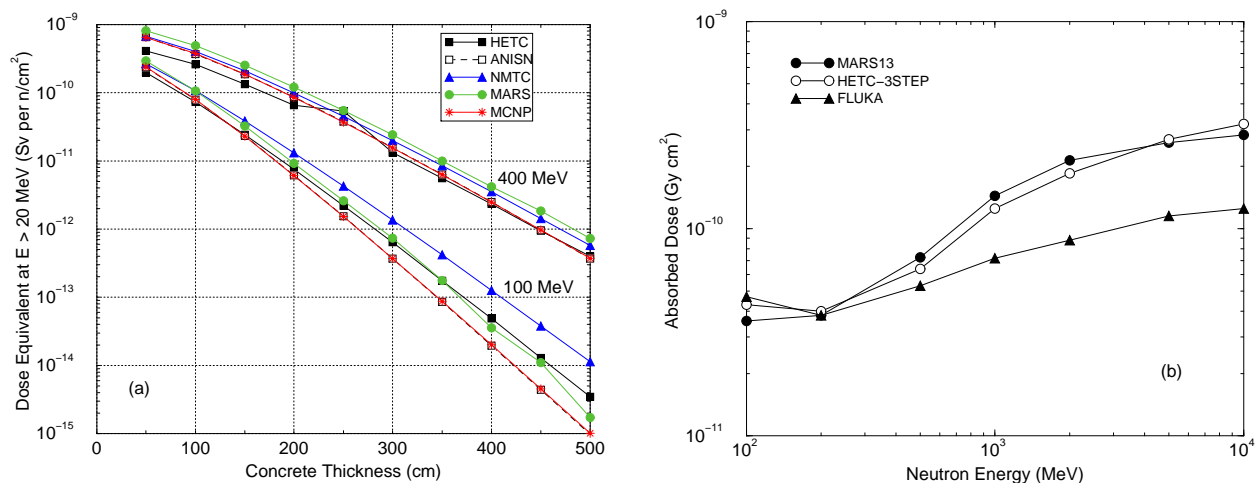 Dose Equivalent at E > 20 MeV (Sv per n/cm²)
10⁻⁹
10⁻¹⁰
10⁻¹¹
10⁻¹²
10⁻¹³
10⁻¹⁴
10⁻¹⁵
HETC
ANISN
NMTC
MARS
MCNP
400 MeV
100 MeV
(a)
0 100 200 300 400 500
Concrete Thickness (cm)
Absorbed Dose (Gy cm²)
10⁻⁹
10⁻¹⁰
10⁻¹¹
MARS13
HETC−3STEP
FLUKA
(b)
10² 10³ 10⁴
Neutron Energy (MeV)